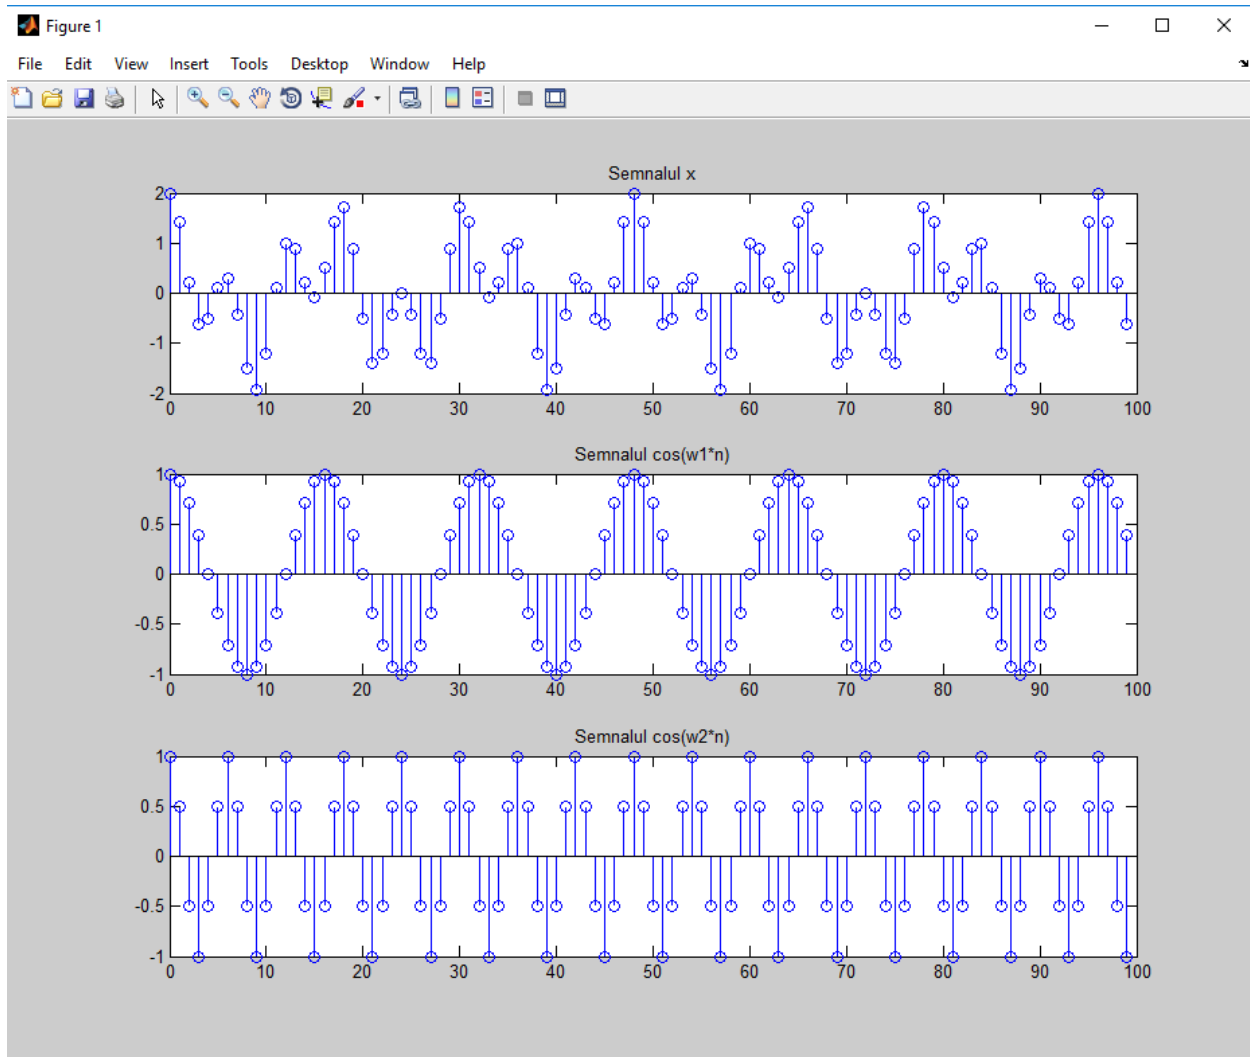 Figure 1
File Edit View Insert Tools Desktop Window Help
Semnalul x
2
1
0
-1
-2
0 10 20 30 40 50 60 70 80 90 100
Semnalul cos(w1*n)
1
0.5
0
-0.5
-1
0 10 20 30 40 50 60 70 80 90 100
Semnalul cos(w2*n)
1
0.5
0
-0.5
-1
0 10 20 30 40 50 60 70 80 90 100